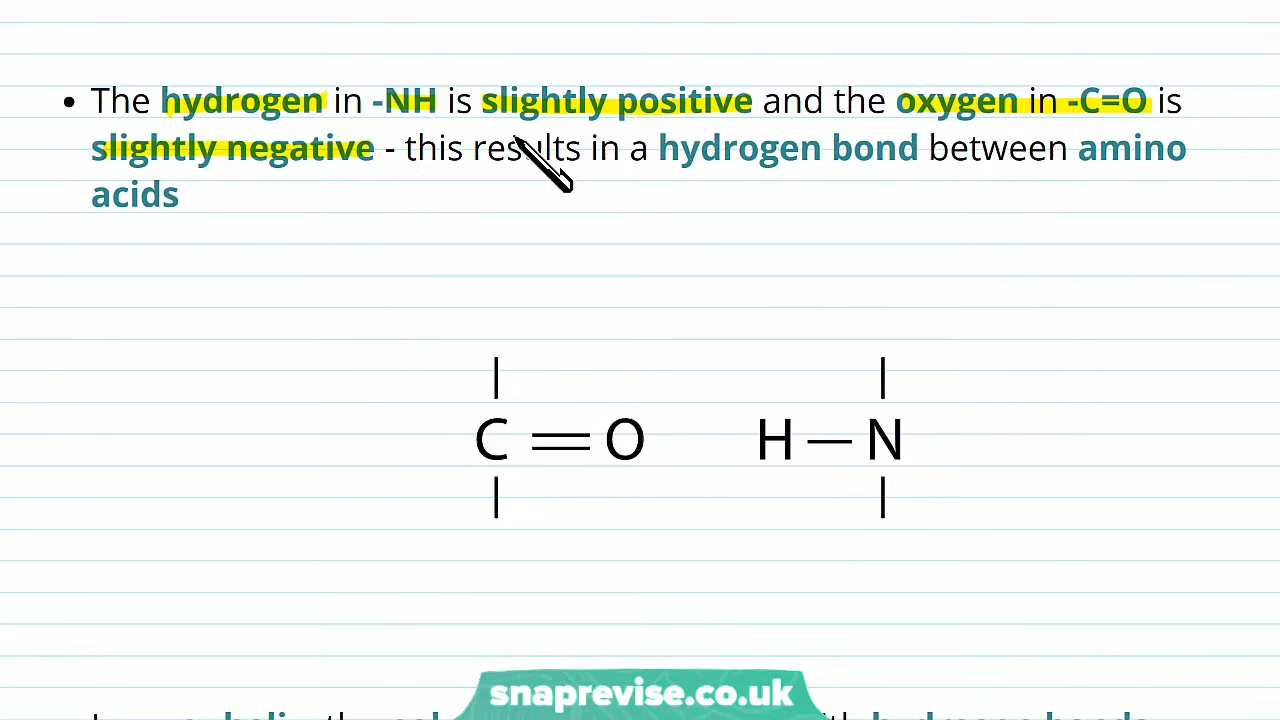 • The hydrogen in -NH is slightly positive and the oxygen in -C=O is
slightly negative - this results in a hydrogen bond between amino
acids
C = O H — N
snaprevise.co.uk